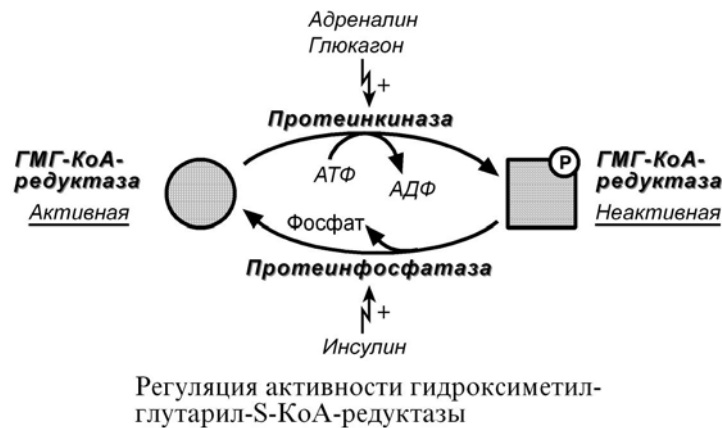 Адреналин
Глюкагон
+
Протеинкиназа
ГМГ-КоА-
редуктаза
Активная
АТФ
АДФ
P
ГМГ-КоА-
редуктаза
Неактивная
Фосфат
Протеинфосфатаза
+
Инсулин
Регуляция активности гидроксиметил-
глутарил-S-КоА-редуктазы